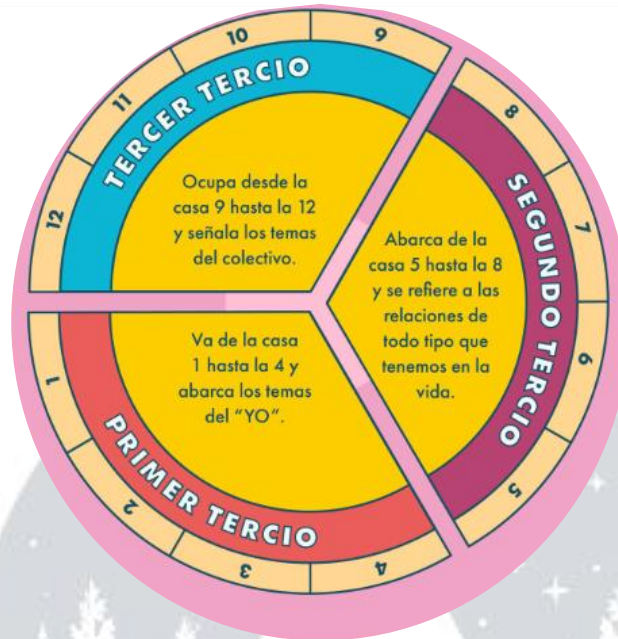 TERCER TERCIO
9
10
11
12
Ocupa desde la
casa 9 hasta la 12
y señala los temas
del colectivo.
SEGUNDO TERCIO
8
7
6
5
Abarca de la
casa 5 hasta la 8
y se refiere a las
relaciones de
todo tipo que
tenemos en la
vida.
PRIMER TERCIO
1
2
3
4
Va de la casa
1 hasta la 4 y
abarca los temas
del “YO”.